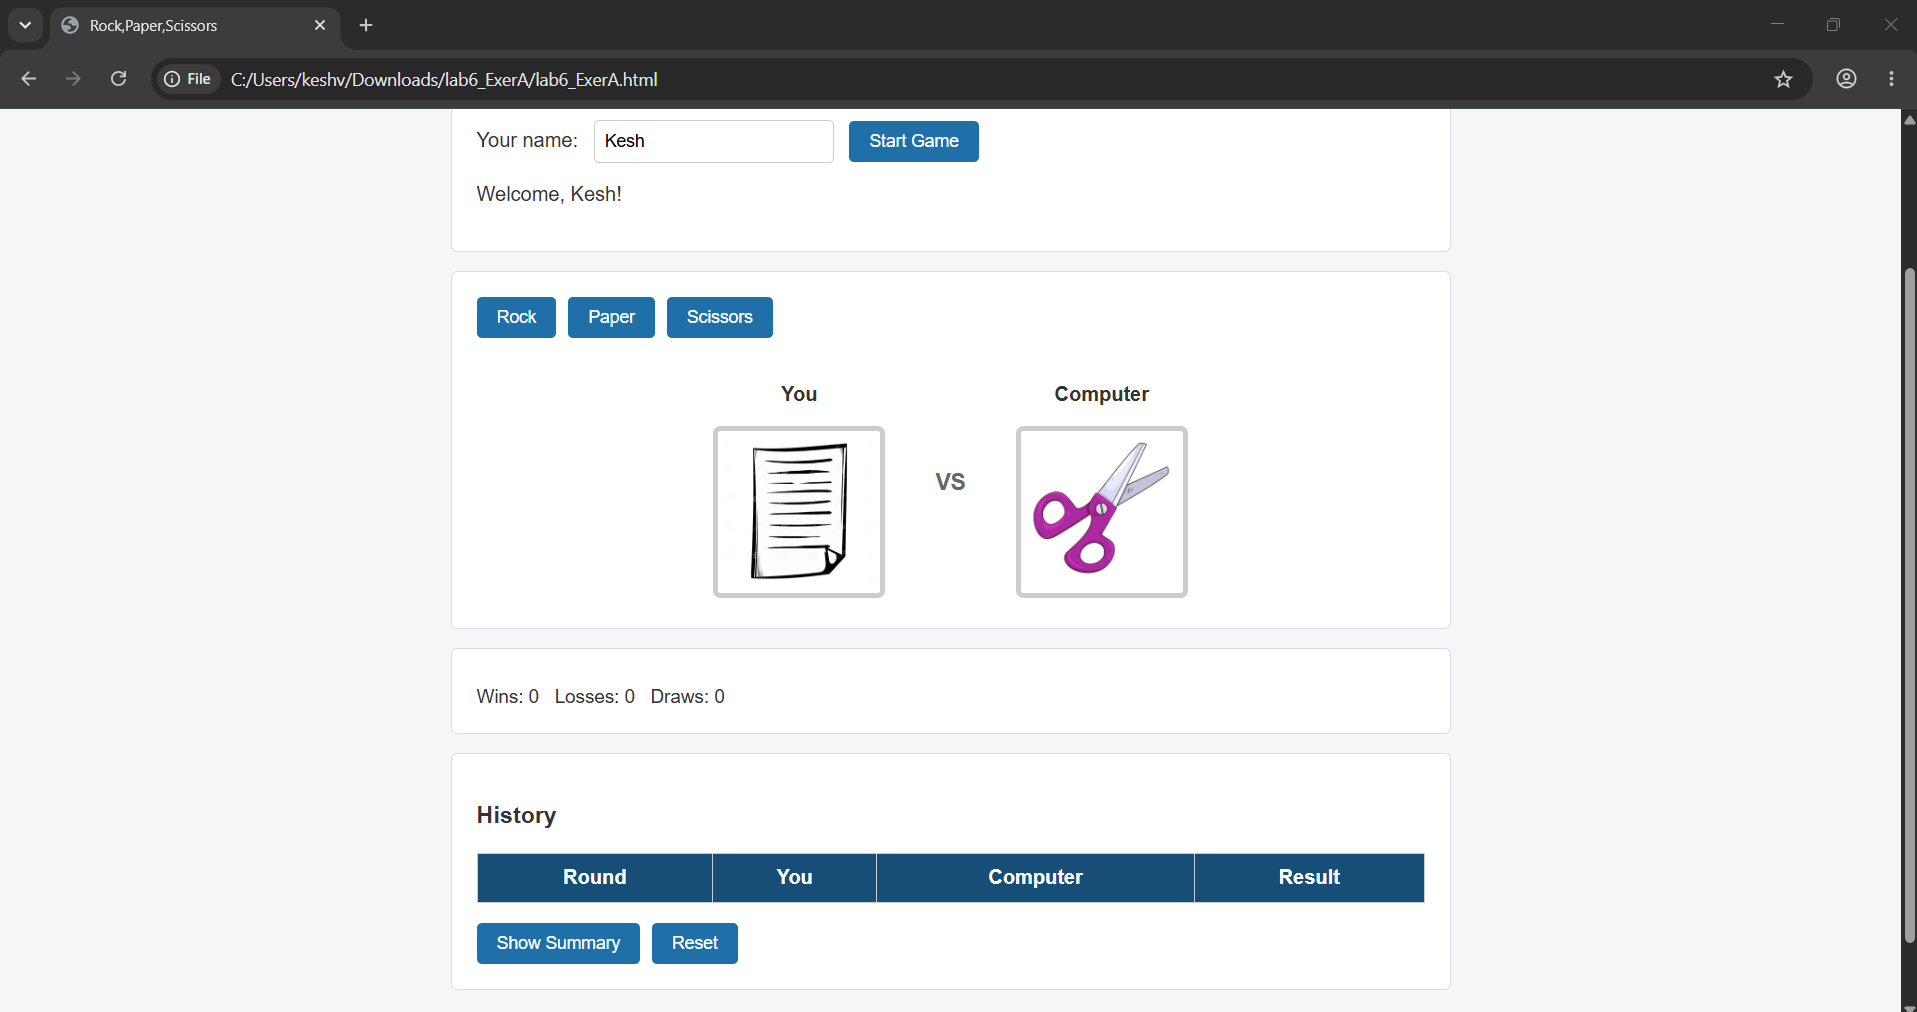 Rock,Paper,Scissors
File C:/Users/keshv/Downloads/lab6_ExerA/lab6_ExerA.html
Your name: Kesh Start Game
Welcome, Kesh!
Rock Paper Scissors
You Computer
VS
Wins: 0 Losses: 0 Draws: 0
History
Round You Computer Result
Show Summary Reset